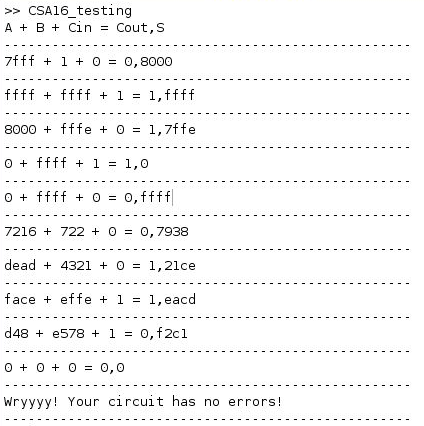 >> CSA16_testing
A + B + Cin = Cout,S
--------------------------------------------------
7fff + 1 + 0 = 0,8000
--------------------------------------------------
ffff + ffff + 1 = 1,ffff
--------------------------------------------------
8000 + fffe + 0 = 1,7ffe
--------------------------------------------------
0 + ffff + 1 = 1,0
--------------------------------------------------
0 + ffff + 0 = 0,ffff
--------------------------------------------------
7216 + 722 + 0 = 0,7938
--------------------------------------------------
dead + 4321 + 0 = 1,21ce
--------------------------------------------------
face + effe + 1 = 1,eacd
--------------------------------------------------
d48 + e578 + 1 = 0,f2c1
--------------------------------------------------
0 + 0 + 0 = 0,0
--------------------------------------------------
Wryyyy! Your circuit has no errors!
--------------------------------------------------